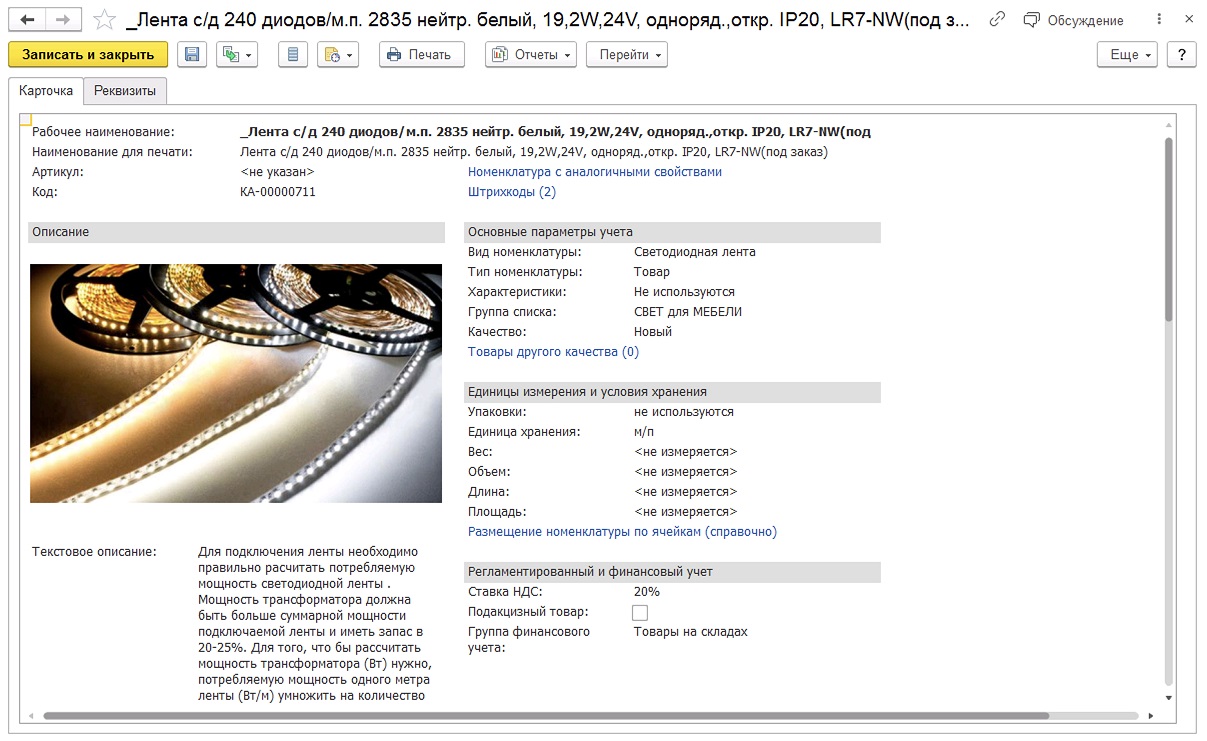 _Лента с/д 240 диодов/м.п. 2835 нейтр. белый, 19,2W,24V, одноряд.,откр. IP20, LR7-NW(под з...
Обсуждение
Записать и закрыть
Печать
Отчеты
Перейти
Еще
?
Карточка
Реквизиты
Рабочее наименование: _Лента с/д 240 диодов/м.п. 2835 нейтр. белый, 19,2W,24V, одноряд.,откр. IP20, LR7-NW(под
Наименование для печати: Лента с/д 240 диодов/м.п. 2835 нейтр. белый, 19,2W,24V, одноряд.,откр. IP20, LR7-NW(под заказ)
Артикул: <не указан> Номенклатура с аналогичными свойствами
Код: КА-00000711 Штрихкоды (2)
Описание
Текстовое описание:
Для подключения ленты необходимо
правильно расчитать потребляемую
мощность светодиодной ленты .
Мощность трансформатора должна
быть больше суммарной мощности
подключаемой ленты и иметь запас в
20-25%. Для того, что бы рассчитать
мощность трансформатора (Вт) нужно,
потребляемую мощность одного метра
ленты (Вт/м) умножить на количество
Основные параметры учета
Вид номенклатуры: Светодиодная лента
Тип номенклатуры: Товар
Характеристики: Не используются
Группа списка: СВЕТ для МЕБЕЛИ
Качество: Новый
Товары другого качества (0)
Единицы измерения и условия хранения
Упаковки: не используются
Единица хранения: м/п
Вес: <не измеряется>
Объем: <не измеряется>
Длина: <не измеряется>
Площадь: <не измеряется>
Размещение номенклатуры по ячейкам (справочно)
Регламентированный и финансовый учет
Ставка НДС: 20%
Подакцизный товар:
Группа финансового Товары на складах
учета: